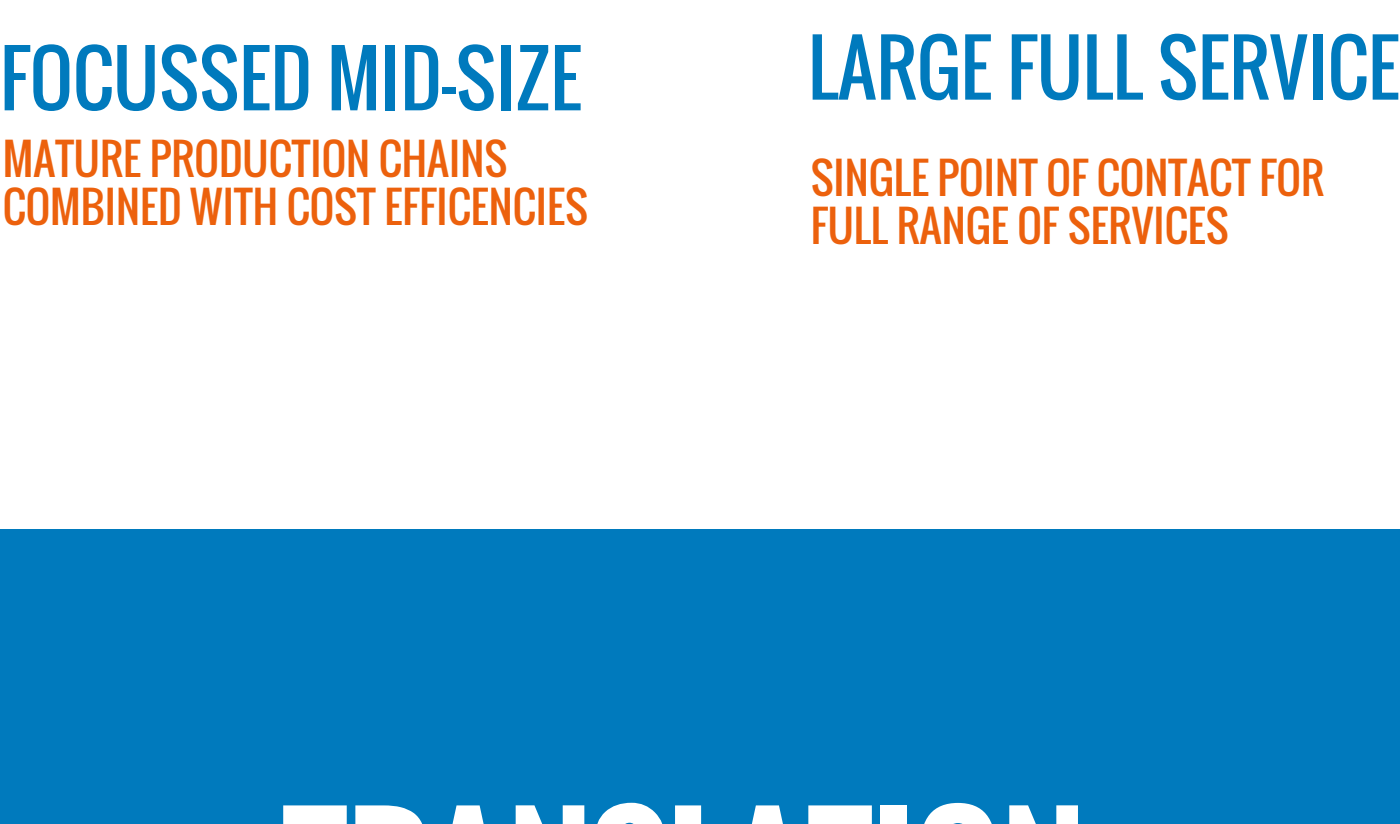 FOCUSSED MID-SIZE
MATURE PRODUCTION CHAINS
COMBINED WITH COST EFFICENCIES
LARGE FULL SERVICE
SINGLE POINT OF CONTACT FOR
FULL RANGE OF SERVICES
TRANSLATION